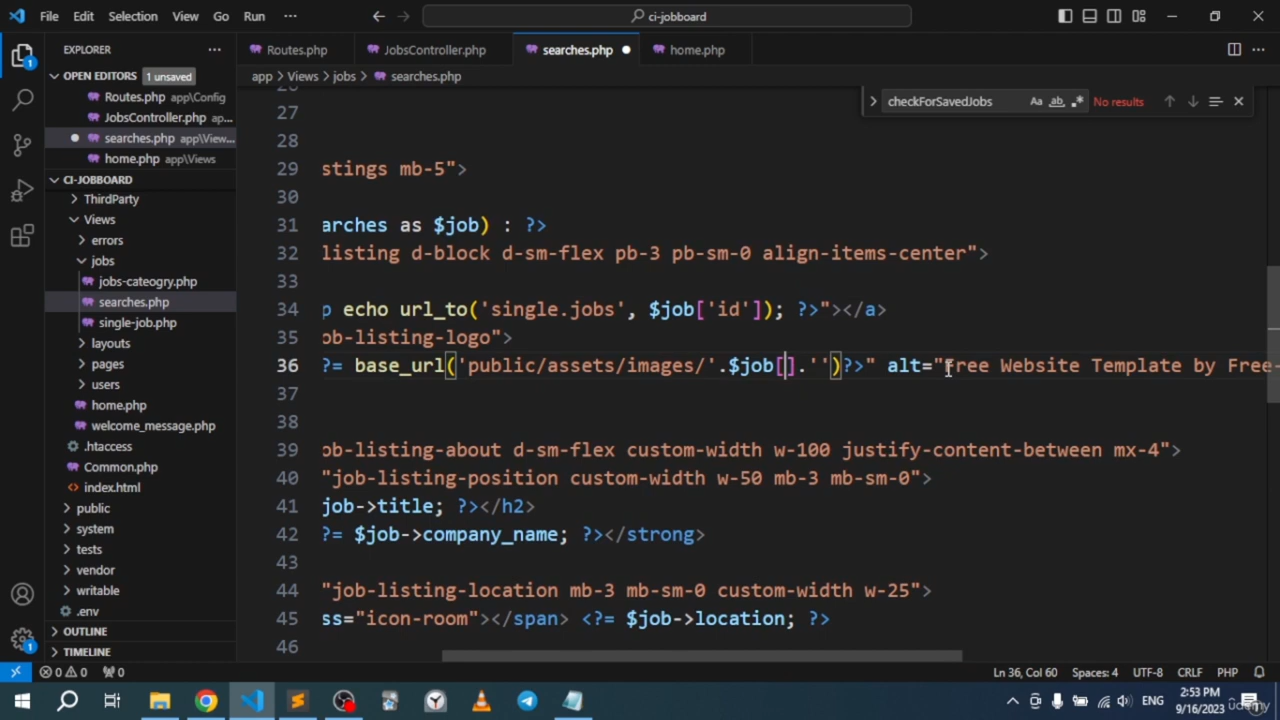 File Edit Selection View Go Run ··· ci-jobboard
EXPLORER ···
Routes.php JobsController.php searches.php home.php
OPEN EDITORS 1 unsaved
app > Views > jobs > searches.php
Routes.php app\Config
JobsController.php ap...
searches.php app\View...
home.php app\Views
checkForSavedJobs Aa ab No results
CI-JOBBOARD
ThirdParty
Views
errors
jobs
jobs-cateogry.php
searches.php
single-job.php
layouts
pages
users
home.php
welcome_message.php
.htaccess
Common.php
index.html
public
system
tests
vendor
writable
.env
OUTLINE
TIMELINE
27
28
29 stings mb-5">
30
31 arches as $job) : ?>
32 listing d-block d-sm-flex pb-3 pb-sm-0 align-items-center">
33
34 p echo url_to('single.jobs', $job['id']); ?>"></a>
35 ob-listing-logo">
36 ?= base_url('public/assets/images/'.$job[].'')?>" alt="Free Website Template by Free-
37
38
39 ob-listing-about d-sm-flex custom-width w-100 justify-content-between mx-4">
40 "job-listing-position custom-width w-50 mb-3 mb-sm-0">
41 job->title; ?></h2>
42 ?= $job->company_name; ?></strong>
43
44 "job-listing-location mb-3 mb-sm-0 custom-width w-25">
45 ss="icon-room"></span> <?= $job->location; ?>
46
0 0 0 Ln 36, Col 60 Spaces: 4 UTF-8 CRLF PHP
ENG 2:53 PM
9/16/2023
udemy